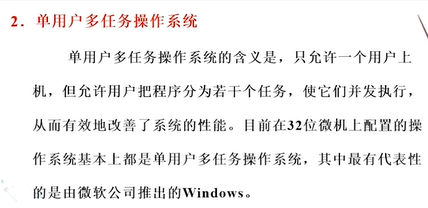 2．单用户多任务操作系统
单用户多任务操作系统的含义是，只允许一个用户上
机，但允许用户把程序分为若干个任务，使它们并发执行，
从而有效地改善了系统的性能。目前在32位微机上配置的操
作系统基本上都是单用户多任务操作系统，其中最有代表性
的是由微软公司推出的Windows。